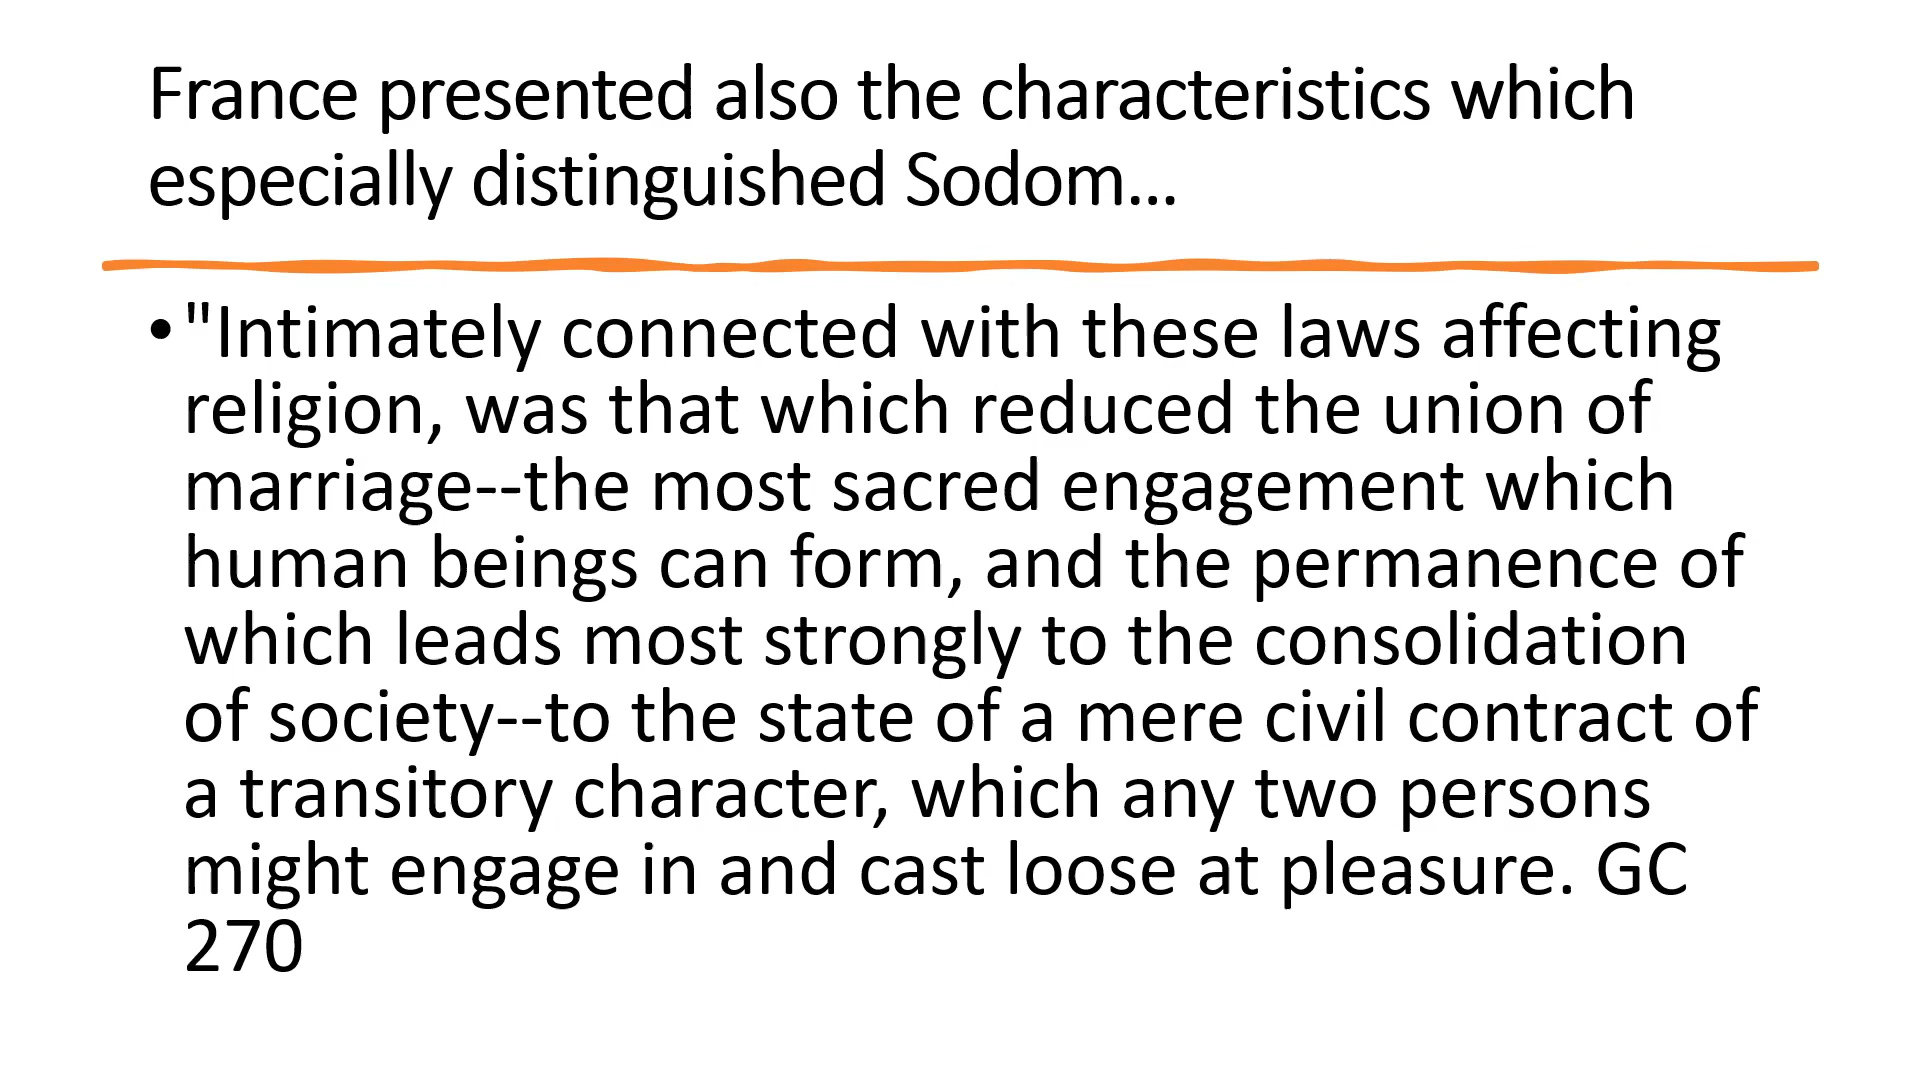 France presented also the characteristics which
especially distinguished Sodom…
•"Intimately connected with these laws affecting
religion, was that which reduced the union of
marriage--the most sacred engagement which
human beings can form, and the permanence of
which leads most strongly to the consolidation
of society--to the state of a mere civil contract of
a transitory character, which any two persons
might engage in and cast loose at pleasure. GC
270